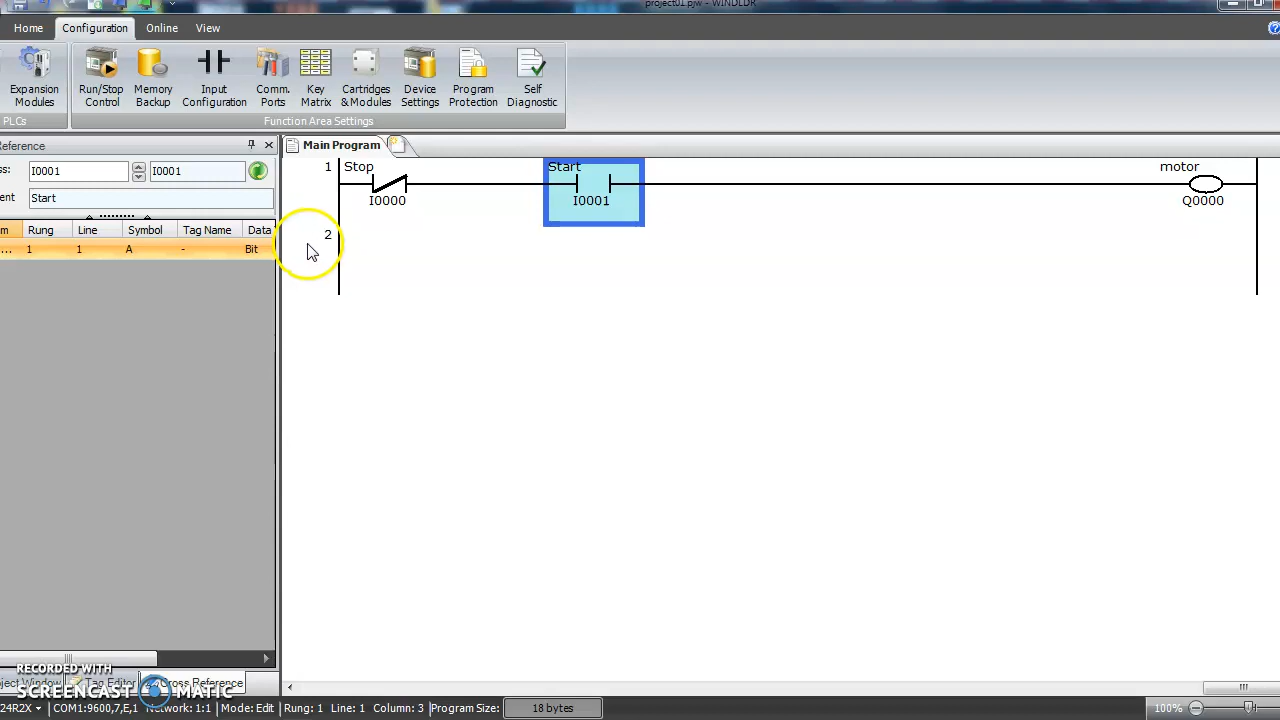 project01.pjw - WINDLDR
Home Configuration Online View
Expansion Modules
Run/Stop Control
Memory Backup
Input Configuration
Comm. Ports
Key Matrix
Cartridges & Modules
Device Settings
Program Protection
Self Diagnostic
PLCs
Function Area Settings
Reference
Main Program
I0001 I0001
Start
Rung Line Symbol Tag Name Data
1 1 A - Bit
1 Stop Start motor
I0000 I0001 Q0000
2
RECORDED WITH
SCREENCAST MATIC
Tag Editor Cross Reference
24R2X COM1:9600,7,E,1 Network: 1:1 Mode: Edit Rung: 1 Line: 1 Column: 3 Program Size: 18 bytes 100%